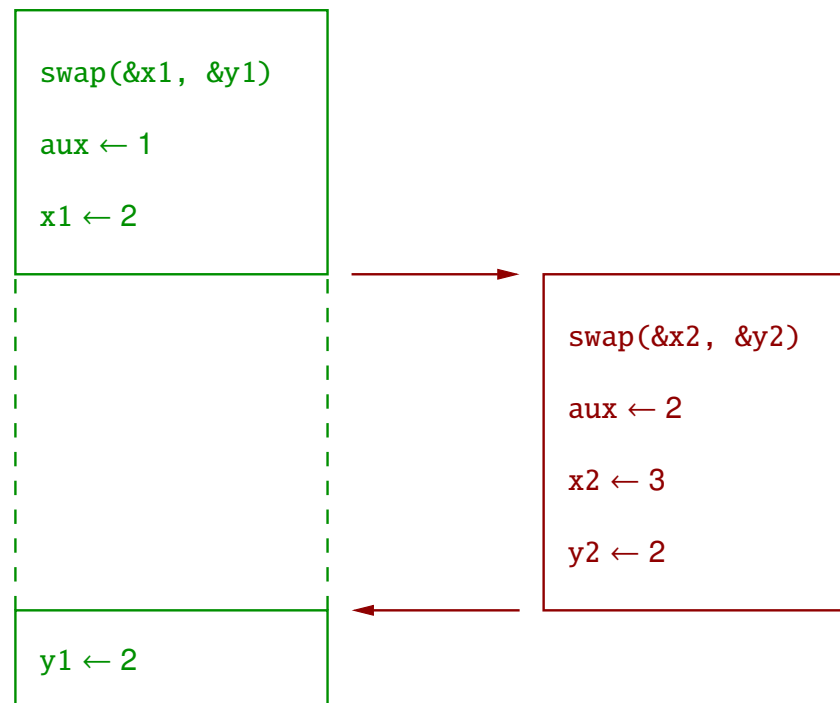 swap(&x1, &y1)
aux ← 1
x1 ← 2
swap(&x2, &y2)
aux ← 2
x2 ← 3
y2 ← 2
y1 ← 2